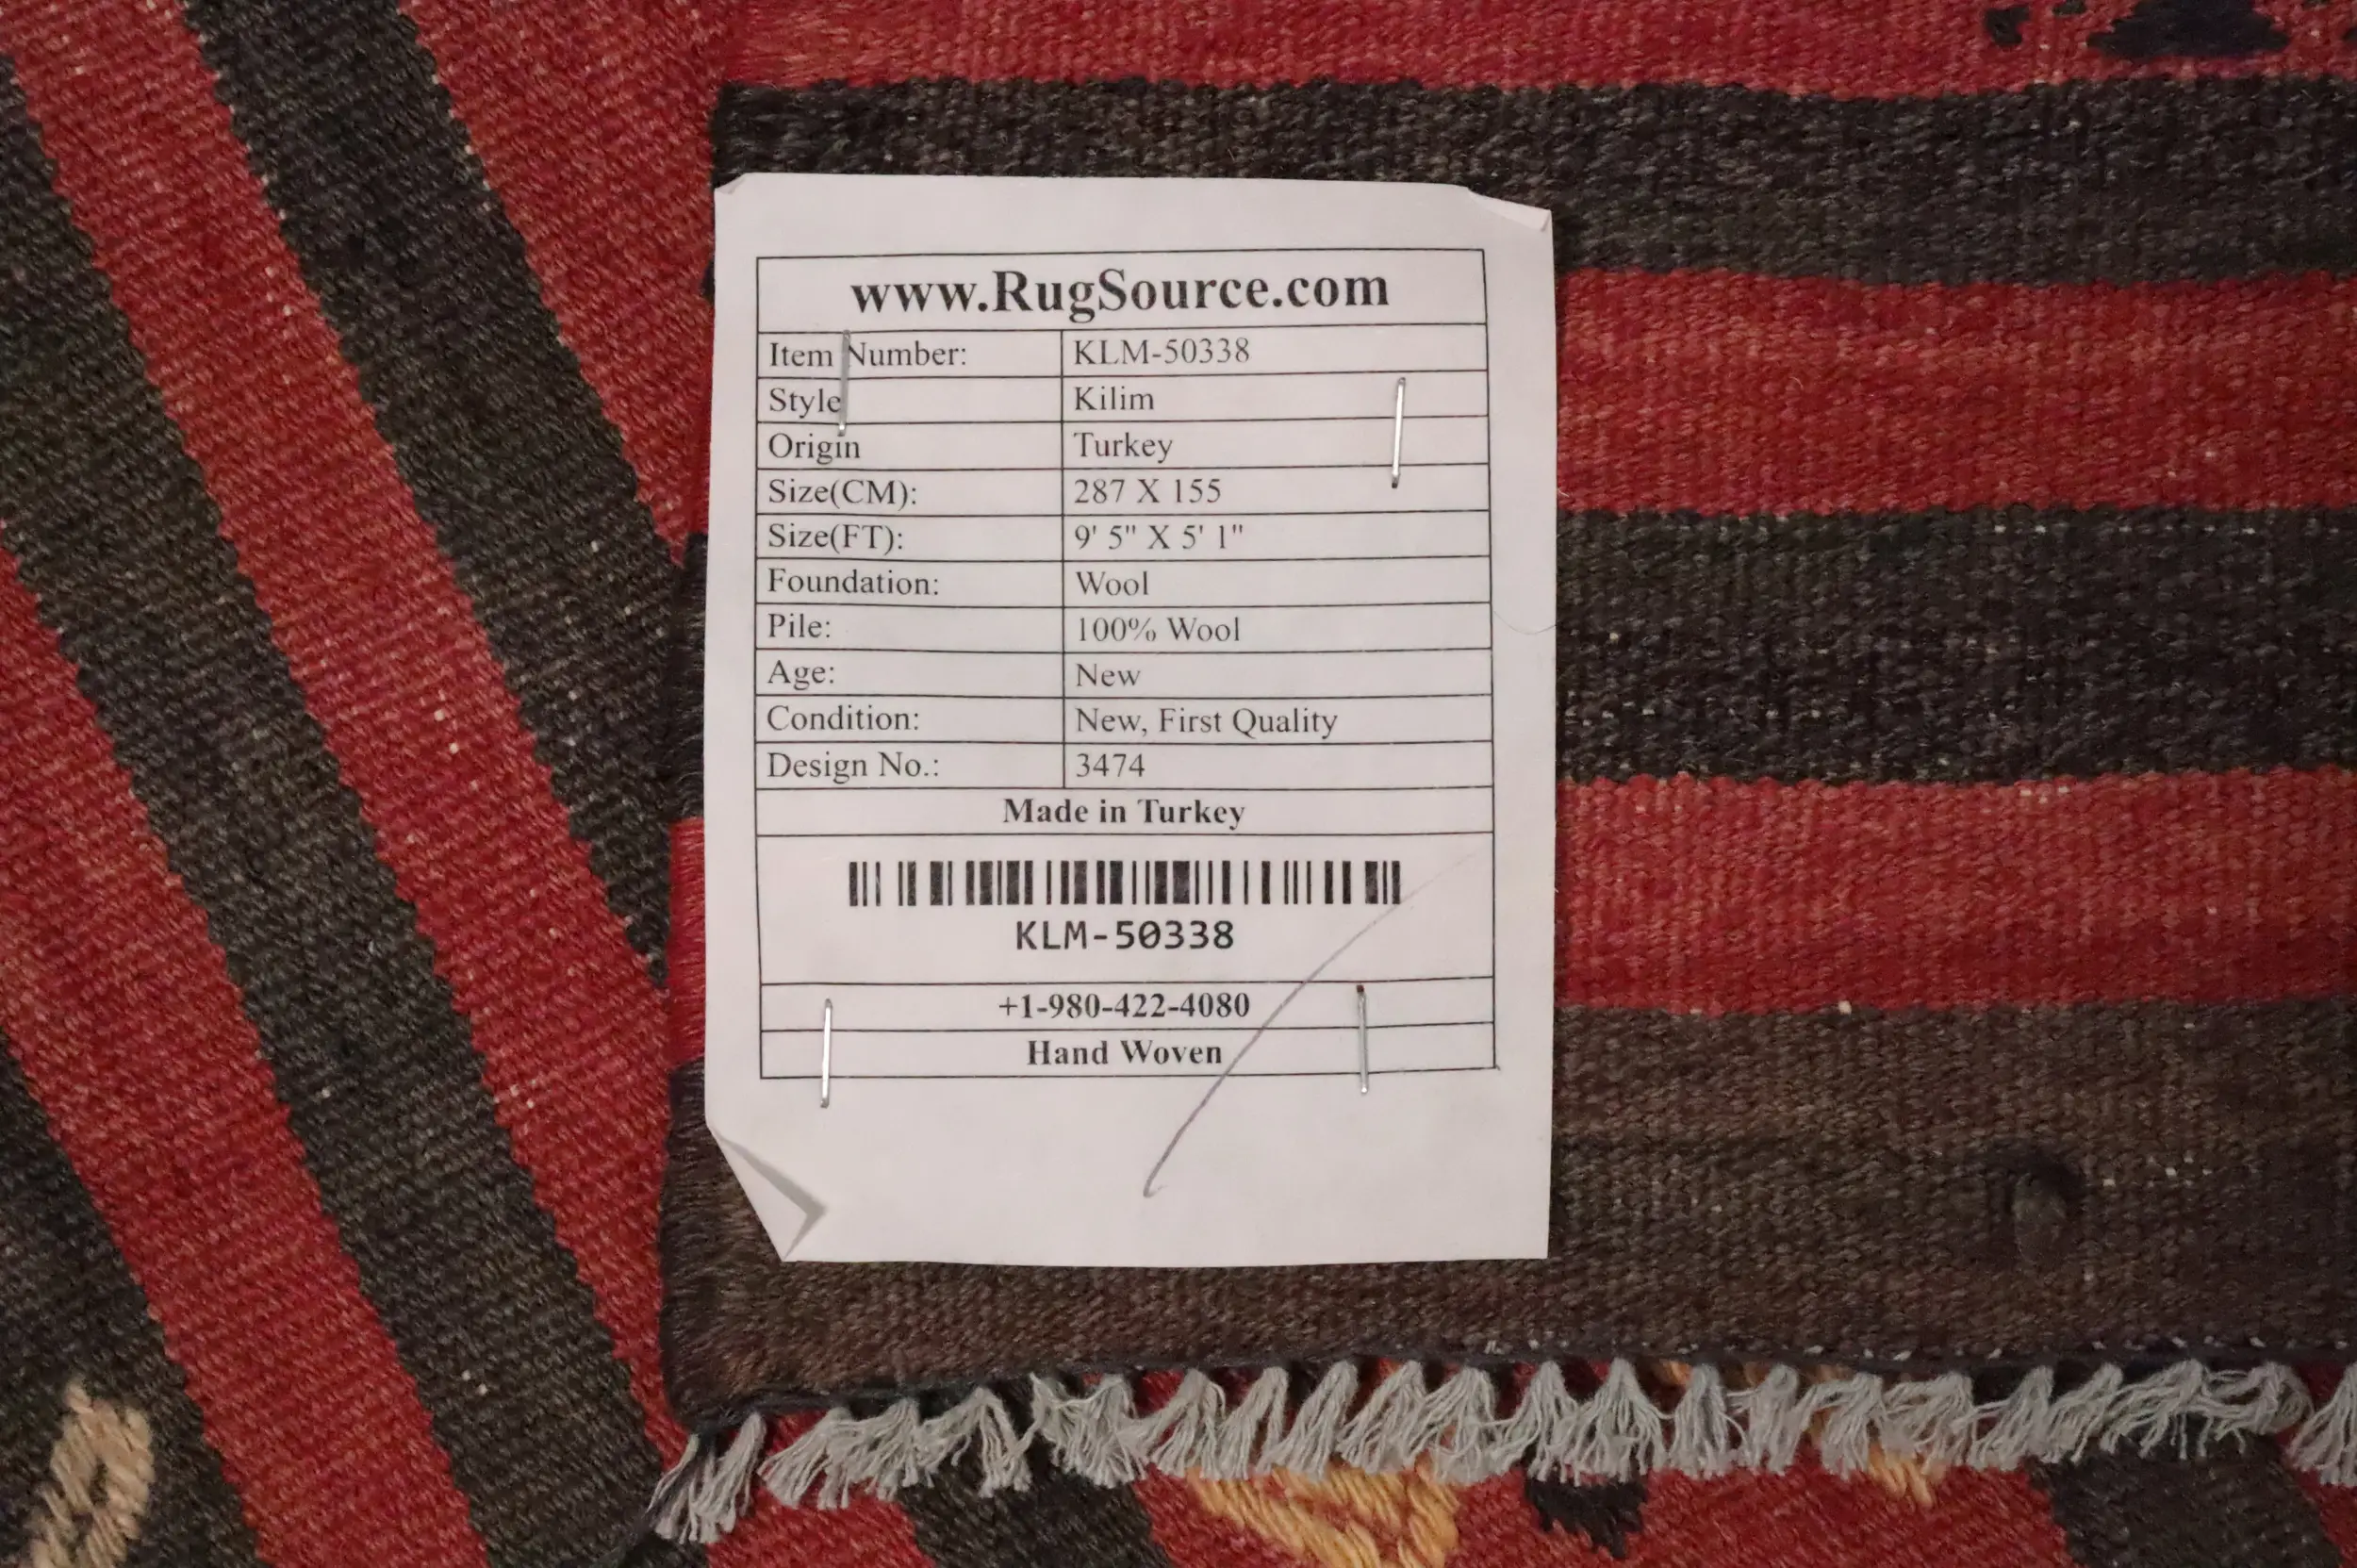 www.RugSource.com
Item Number: KLM-50338
Style Kilim
Origin Turkey
Size(CM): 287 X 155
Size(FT): 9' 5" X 5' 1"
Foundation: Wool
Pile: 100% Wool
Age: New
Condition: New, First Quality
Design No.: 3474
Made in Turkey
KLM-50338
+1-980-422-4080
Hand Woven